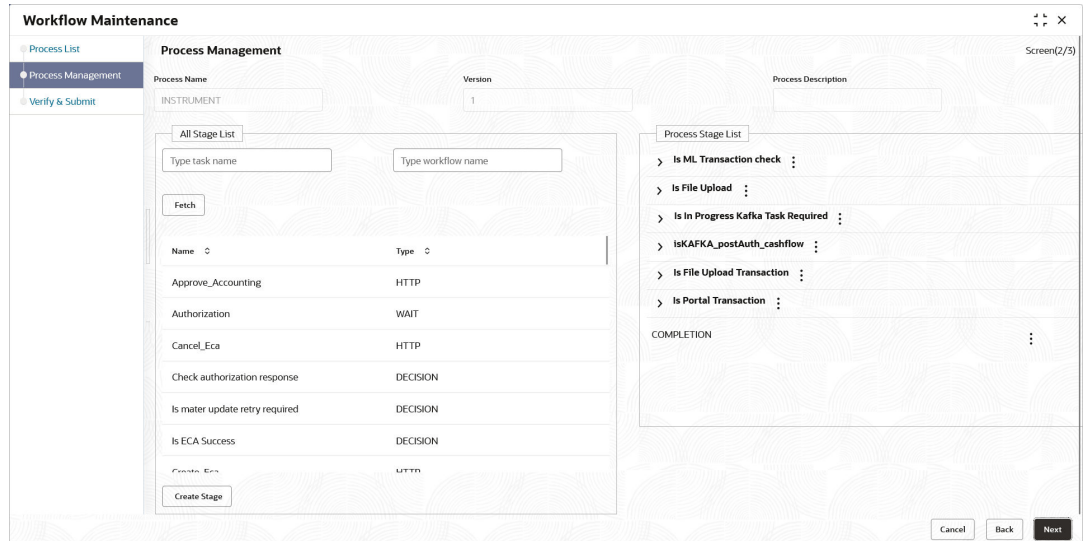 Workflow Maintenance
Process List
Process Management
Verify & Submit
Process Management
Screen(2/3)
Process Name
Version
Process Description
INSTRUMENT
1
All Stage List
Type task name
Type workflow name
Fetch
Name
Type
Approve_Accounting
HTTP
Authorization
WAIT
Cancel_Eca
HTTP
Check authorization response
DECISION
Is mater update retry required
DECISION
Is ECA Success
DECISION
Create_Eca
HTTP
Create Stage
Process Stage List
Is ML Transaction check
Is File Upload
Is In Progress Kafka Task Required
isKAFKA_postAuth_cashflow
Is File Upload Transaction
Is Portal Transaction
COMPLETION
Cancel
Back
Next